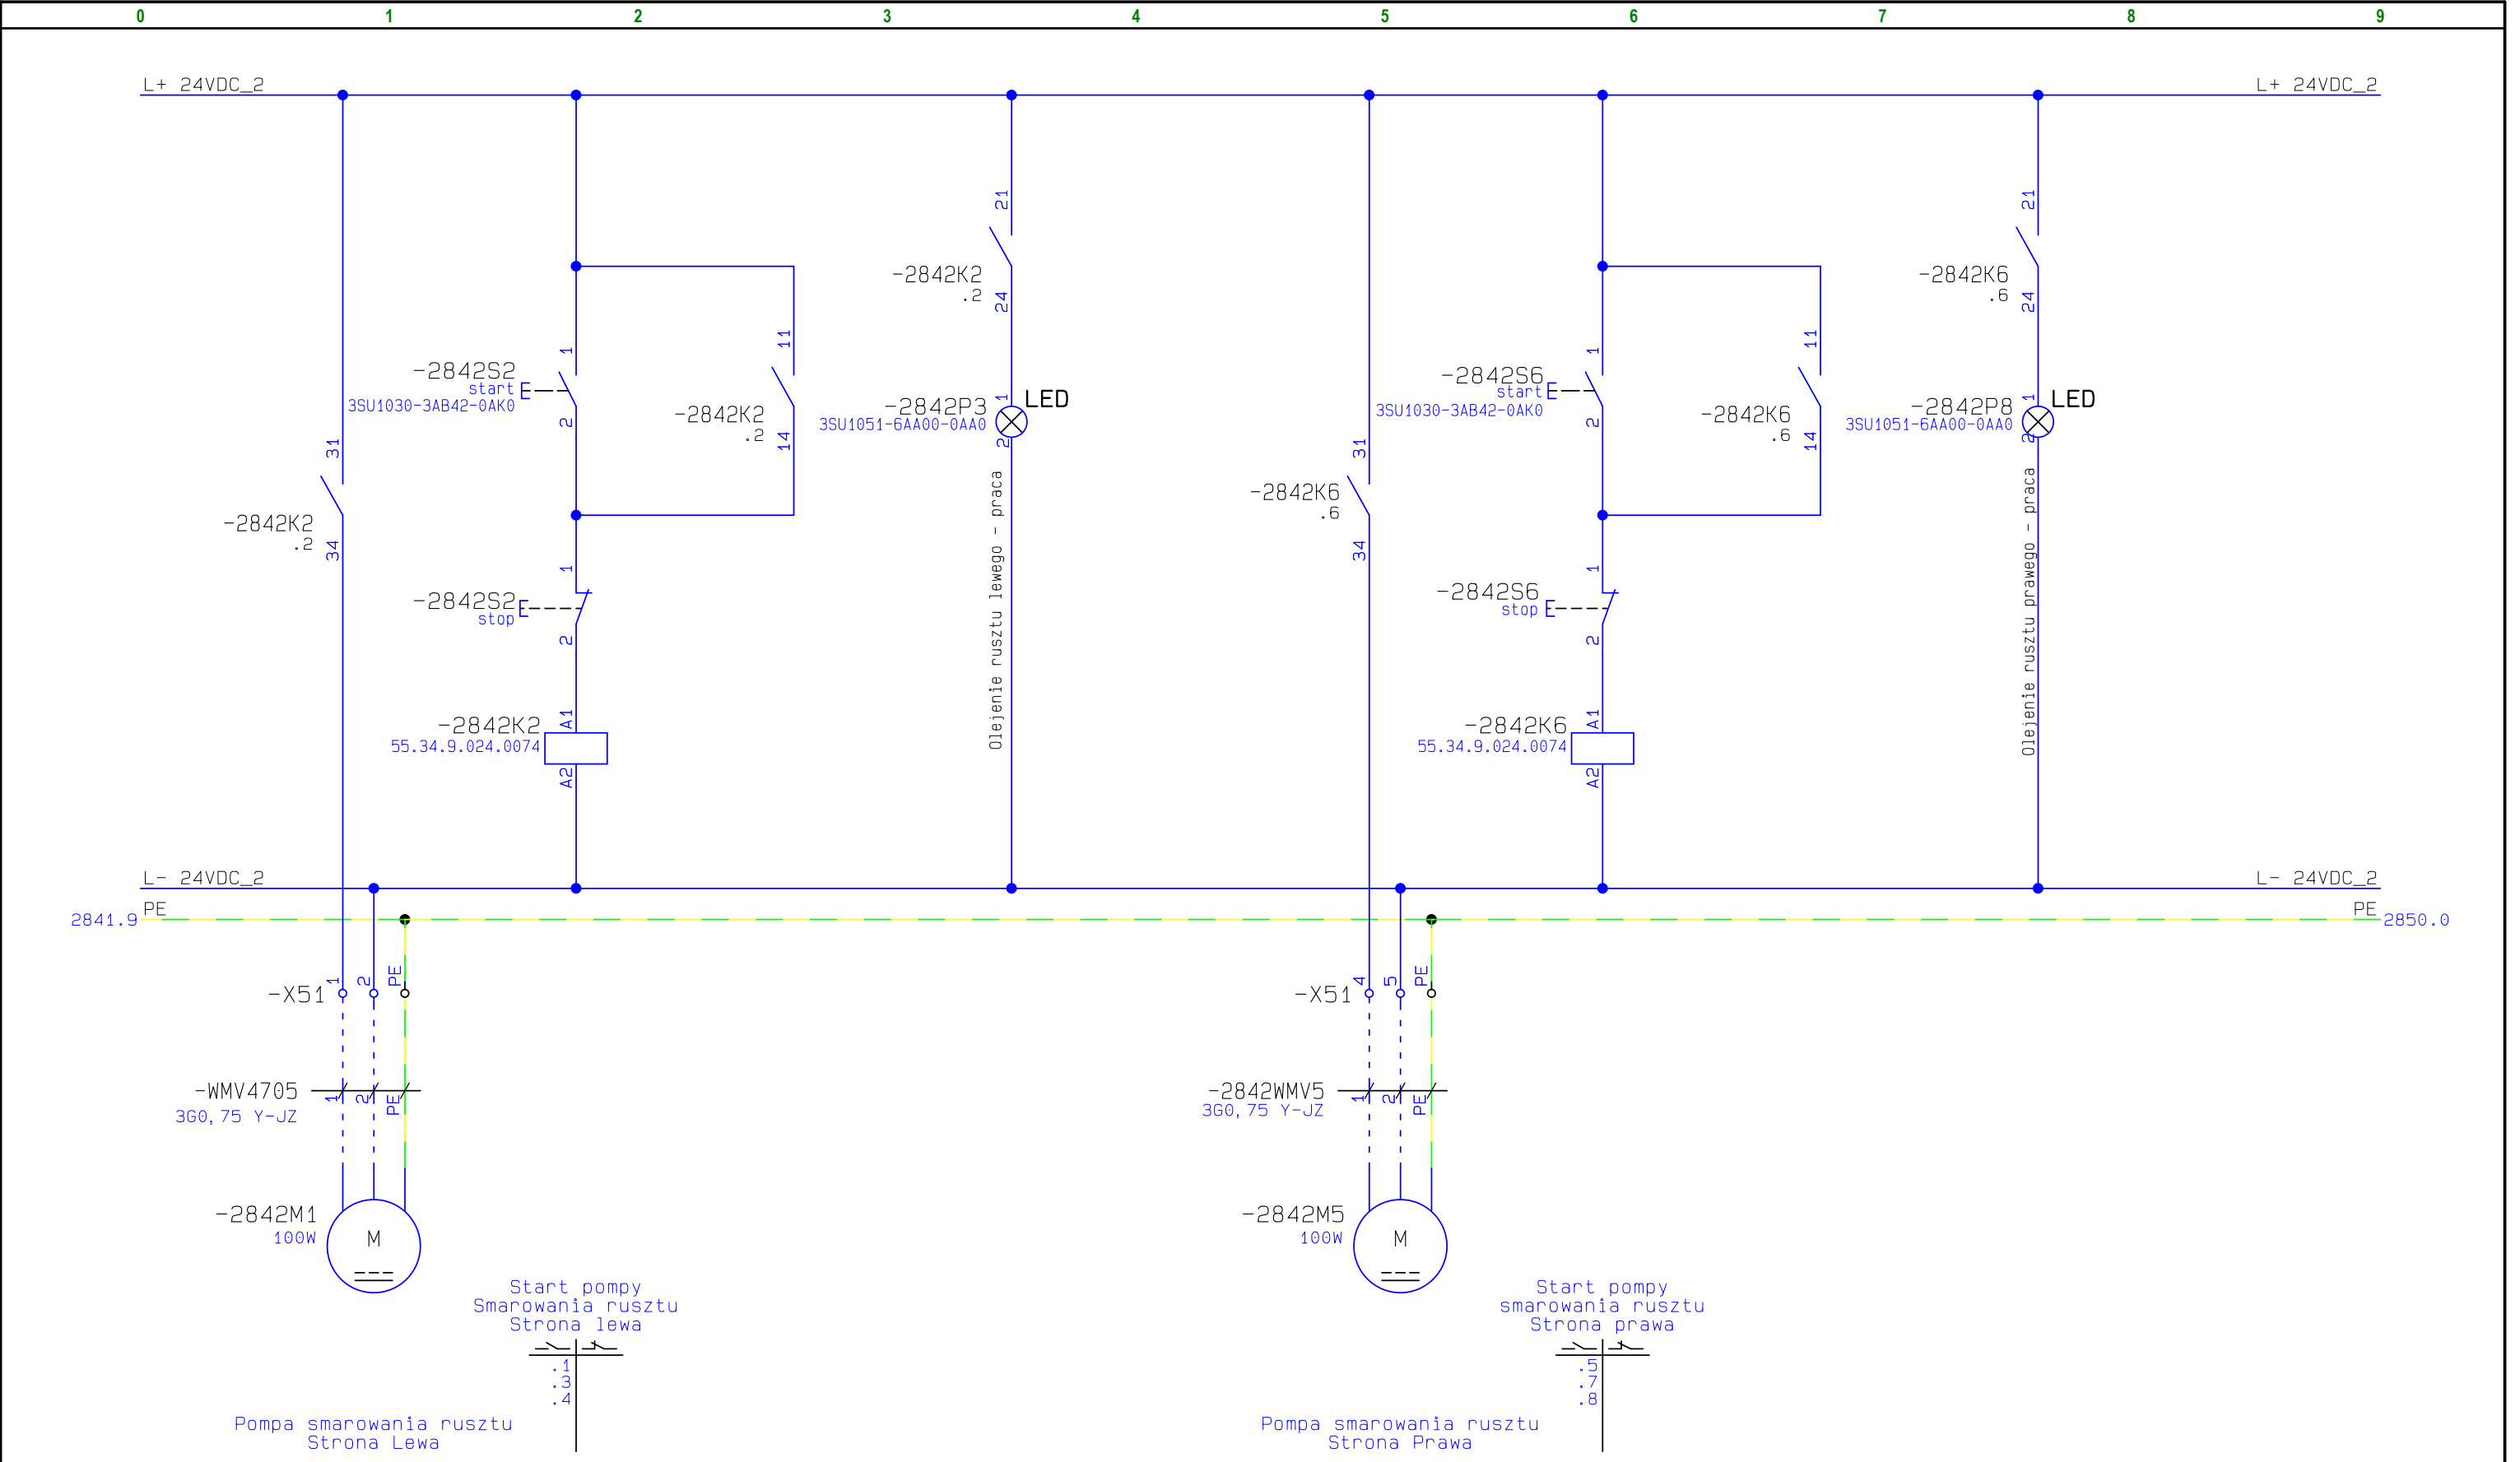 0 1 2 3 4 5 6 7 8 9
L+ 24VDC_2
L+ 24VDC_2
31
-2842K2
.2
34
-2842S2
start
3SU1030-3AB42-0AK0
1
2
11
-2842K2
.2
14
-2842S2
stop
1
2
-2842K2
55.34.9.024.0074
A1
A2
21
-2842K2
.2
24
-2842P3
3SU1051-6AA00-0AA0
1
2
LED
Olejenie rusztu lewego - praca
31
-2842K6
.6
34
-2842S6
start
3SU1030-3AB42-0AK0
1
2
11
-2842K6
.6
14
-2842S6
stop
1
2
-2842K6
55.34.9.024.0074
A1
A2
21
-2842K6
.6
24
-2842P8
3SU1051-6AA00-0AA0
1
2
LED
Olejenie rusztu prawego - praca
L- 24VDC_2
L- 24VDC_2
2841.9
PE
PE
2850.0
-X51
1
2
PE
-WMV4705
3G0,75 Y-JZ
1
2
PE
-2842M1
100W
M
-X51
4
5
PE
-2842WMV5
3G0,75 Y-JZ
1
2
PE
-2842M5
100W
M
Start pompy
Smarowania rusztu
Strona lewa
.1
.3
.4
Pompa smarowania rusztu
Strona Lewa
Start pompy
smarowania rusztu
Strona prawa
.5
.7
.8
Pompa smarowania rusztu
Strona Prawa